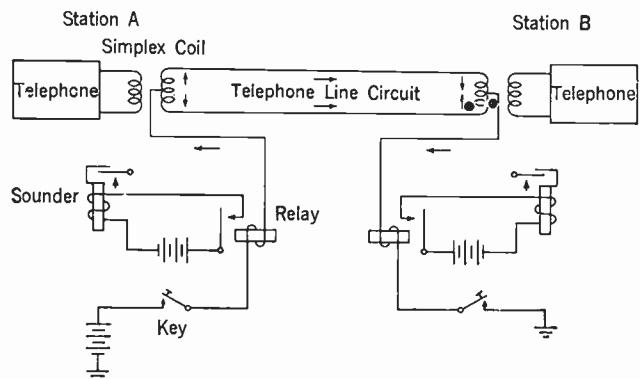 Station A
Station B
Simplex Coil
Telephone
Telephone Line Circuit
Telephone
Sounder
Relay
Key